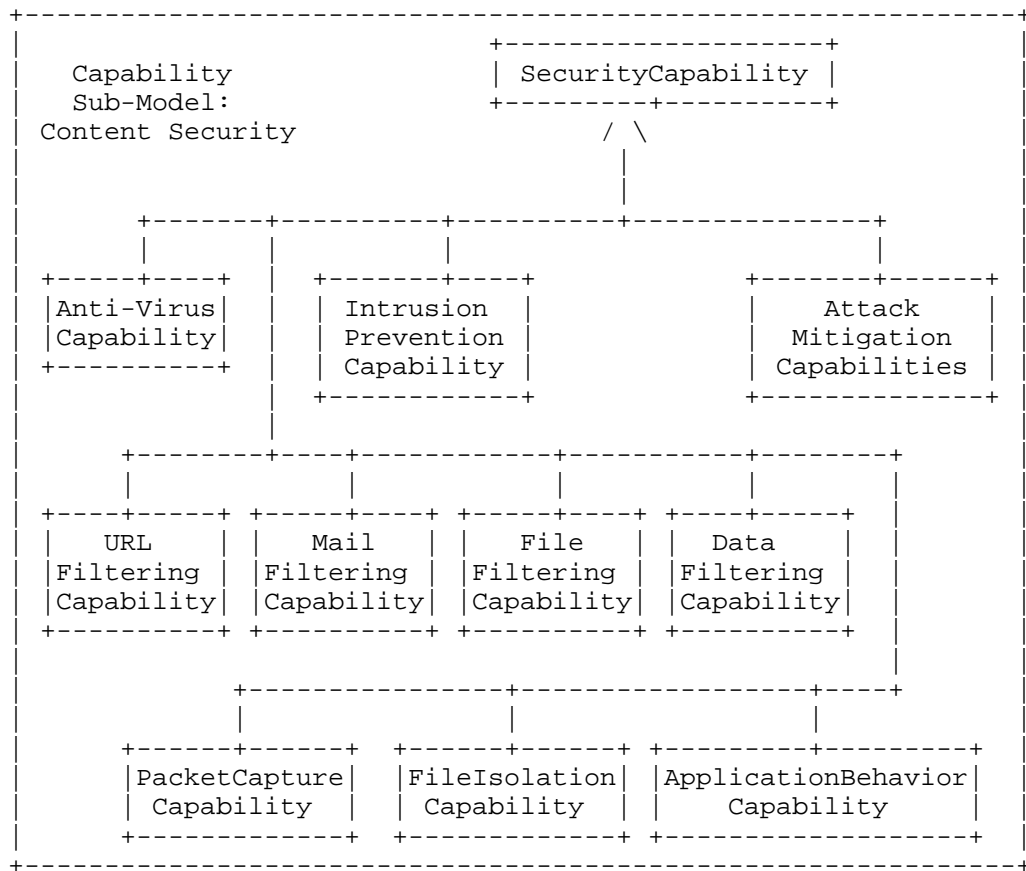 SecurityCapability
Capability
Sub-Model:
Content Security
Anti-Virus
Capability
Intrusion
Prevention
Capability
Attack
Mitigation
Capabilities
URL
Filtering
Capability
Mail
Filtering
Capability
File
Filtering
Capability
Data
Filtering
Capability
PacketCapture
Capability
FileIsolation
Capability
ApplicationBehavior
Capability